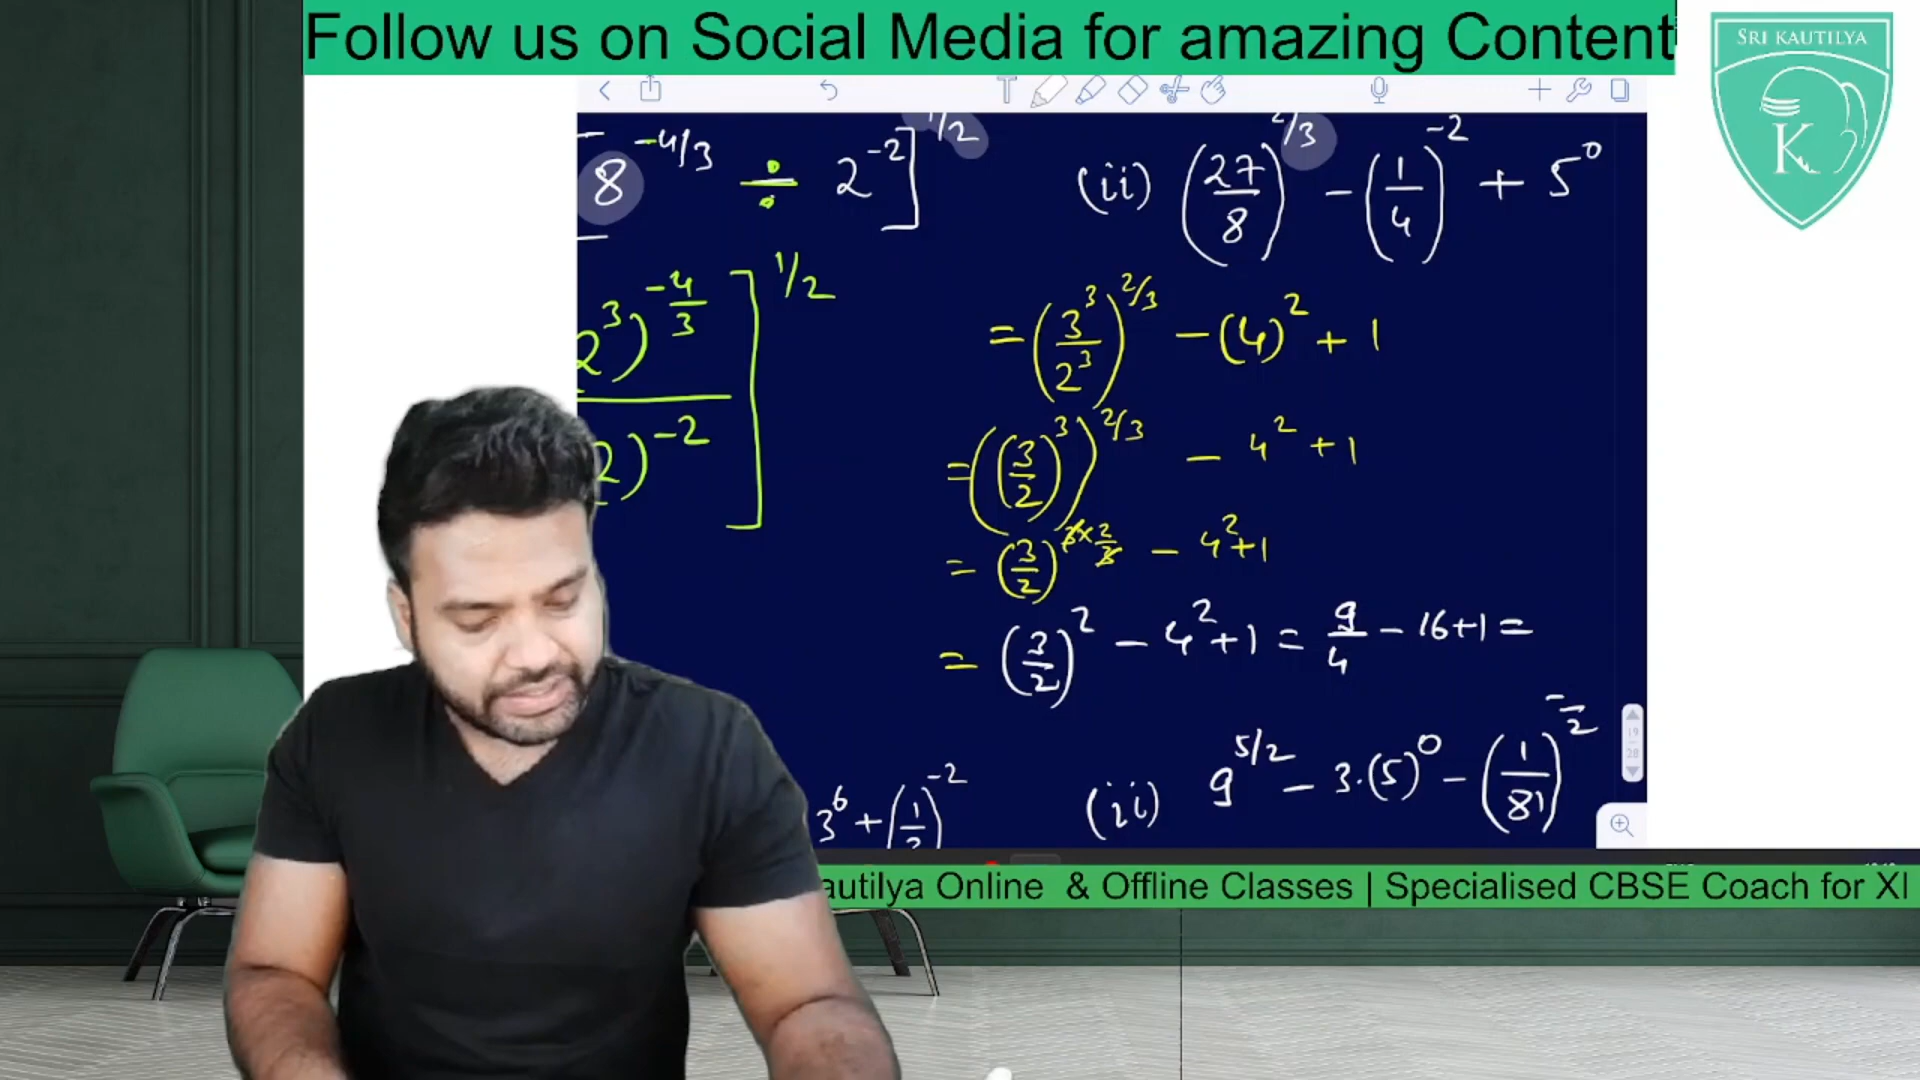 Follow us on Social Media for amazing Content
SRI KAUTILYA
K
8^{-4/3} ÷ 2^{-2}]^{1/2}
2^3)^{-4/3}
2)^{-2} ]^{1/2}
(ii) (27/8)^{2/3} - (1/4)^{-2} + 5^0
= (3^3/2^3)^{2/3} - (4)^2 + 1
= ((3/2)^3)^{2/3} - 4^2 + 1
= (3/2)^{3×2/3} - 4^2 + 1
= (3/2)^2 - 4^2 + 1 = 9/4 - 16 + 1 =
3^6 + (1/2)^{-2}
(ii) 9^{5/2} - 3·(5)^0 - (1/81)
19
28
autilya Online & Offline Classes | Specialised CBSE Coach for XI